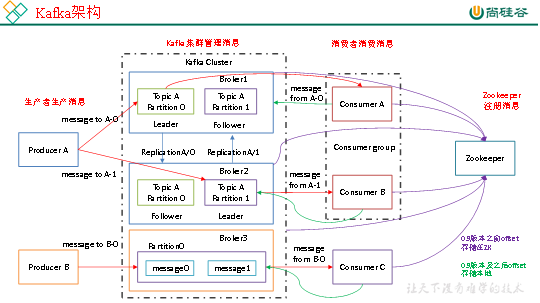 Kafka架构
尚硅谷
Kafka集群管理消息
消费者消费消息
Kafka Cluster
Zookeeper
注册消息
生产者生产消息
Broker1
Topic A
Partition 0
Topic A
Partition 1
Leader
Follower
message
from A-0
Consumer A
message to A-0
Producer A
ReplicationA/0
ReplicationA/1
Consumer group
Zookeeper
message to A-1
Broker2
Topic A
Partition 0
Topic A
Partition 1
Follower
Leader
message
from A-1
Consumer B
message to B-0
Broker3
Partition0
message0
message1
Producer B
message
from B-0
Consumer C
0.9版本之前offset
存储在zk
0.9版本及之后offset
存储本地
让天下没有难学的技术